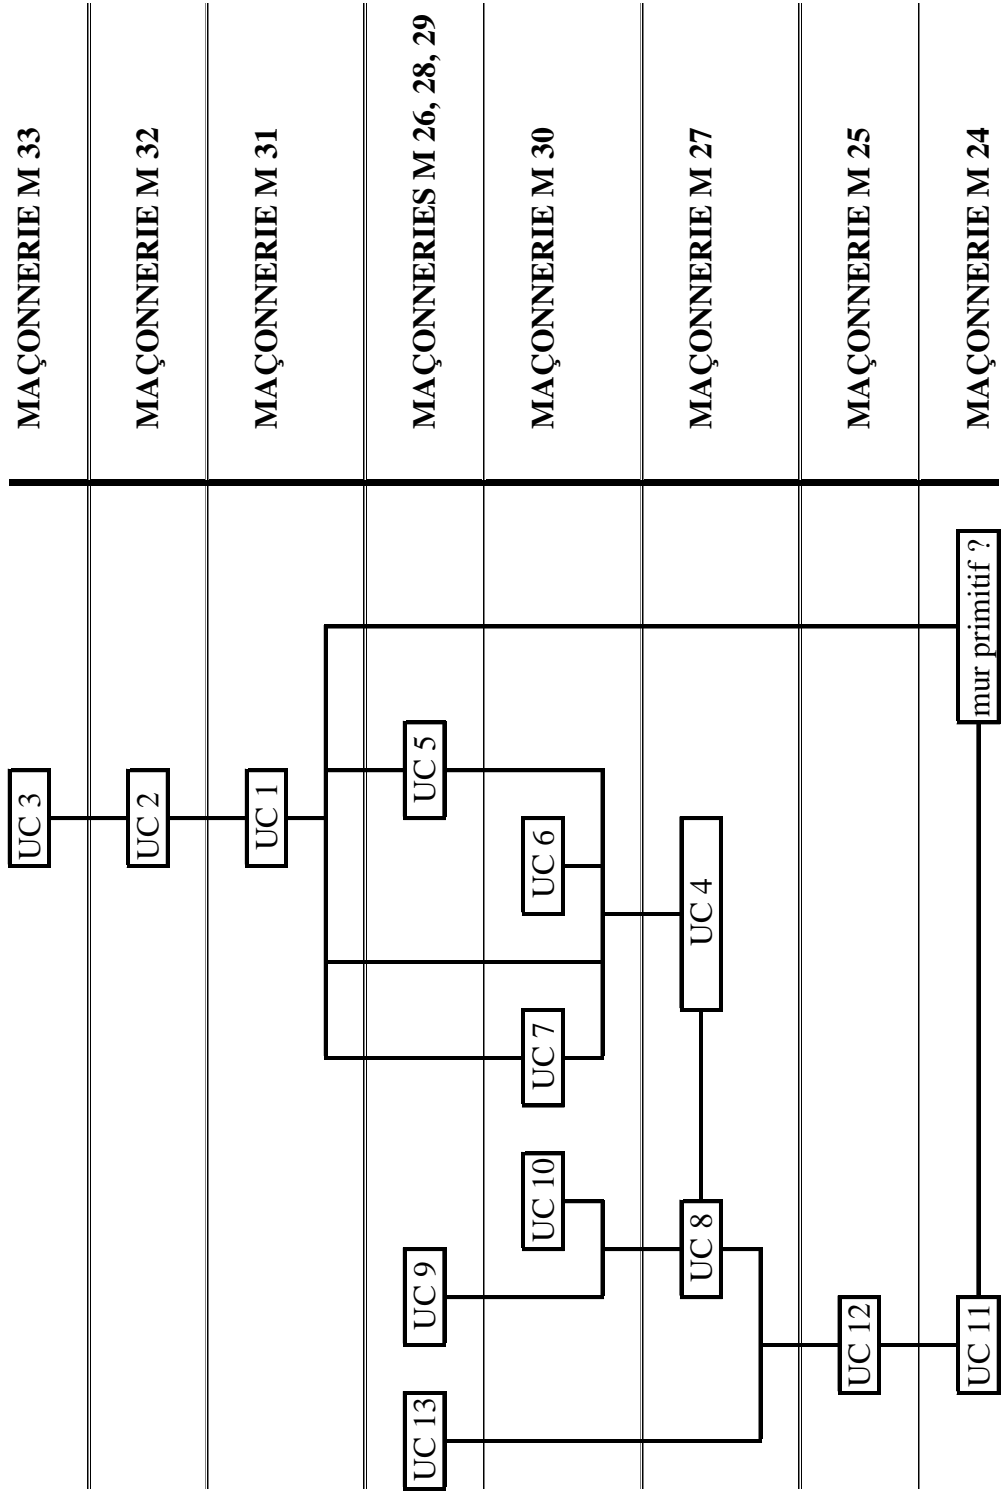 MAÇONNERIE M 33
MAÇONNERIE M 32
MAÇONNERIE M 31
MAÇONNERIES M 26, 28, 29
MAÇONNERIE M 30
MAÇONNERIE M 27
MAÇONNERIE M 25
MAÇONNERIE M 24
UC 3
UC 2
UC 1
UC 5
UC 6
UC 7
UC 4
UC 10
UC 9
UC 13
UC 8
UC 12
UC 11
mur primitif ?